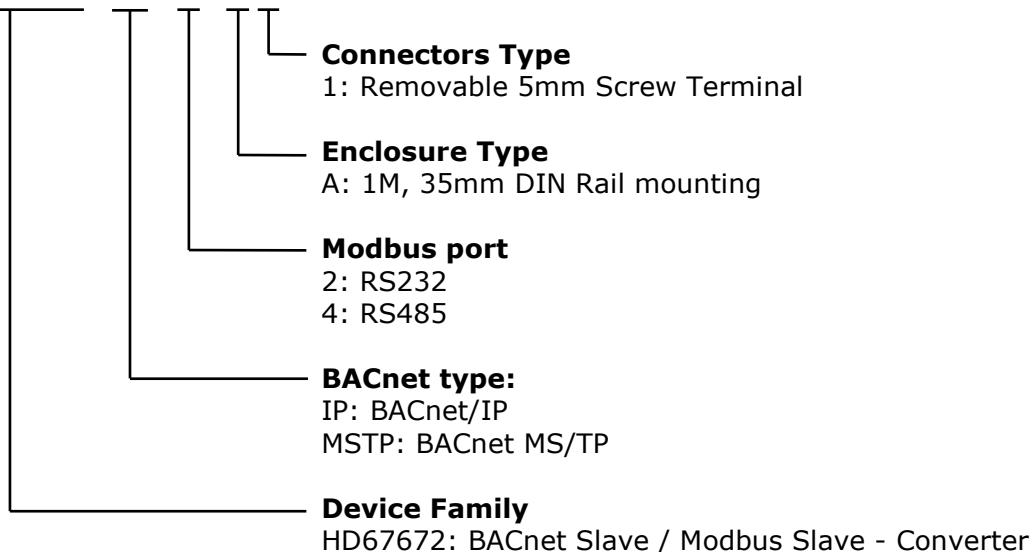 Connectors Type
1: Removable 5mm Screw Terminal
Enclosure Type
A: 1M, 35mm DIN Rail mounting
Modbus port
2: RS232
4: RS485
BACnet type:
IP: BACnet/IP
MSTP: BACnet MS/TP
Device Family
HD67672: BACnet Slave / Modbus Slave - Converter